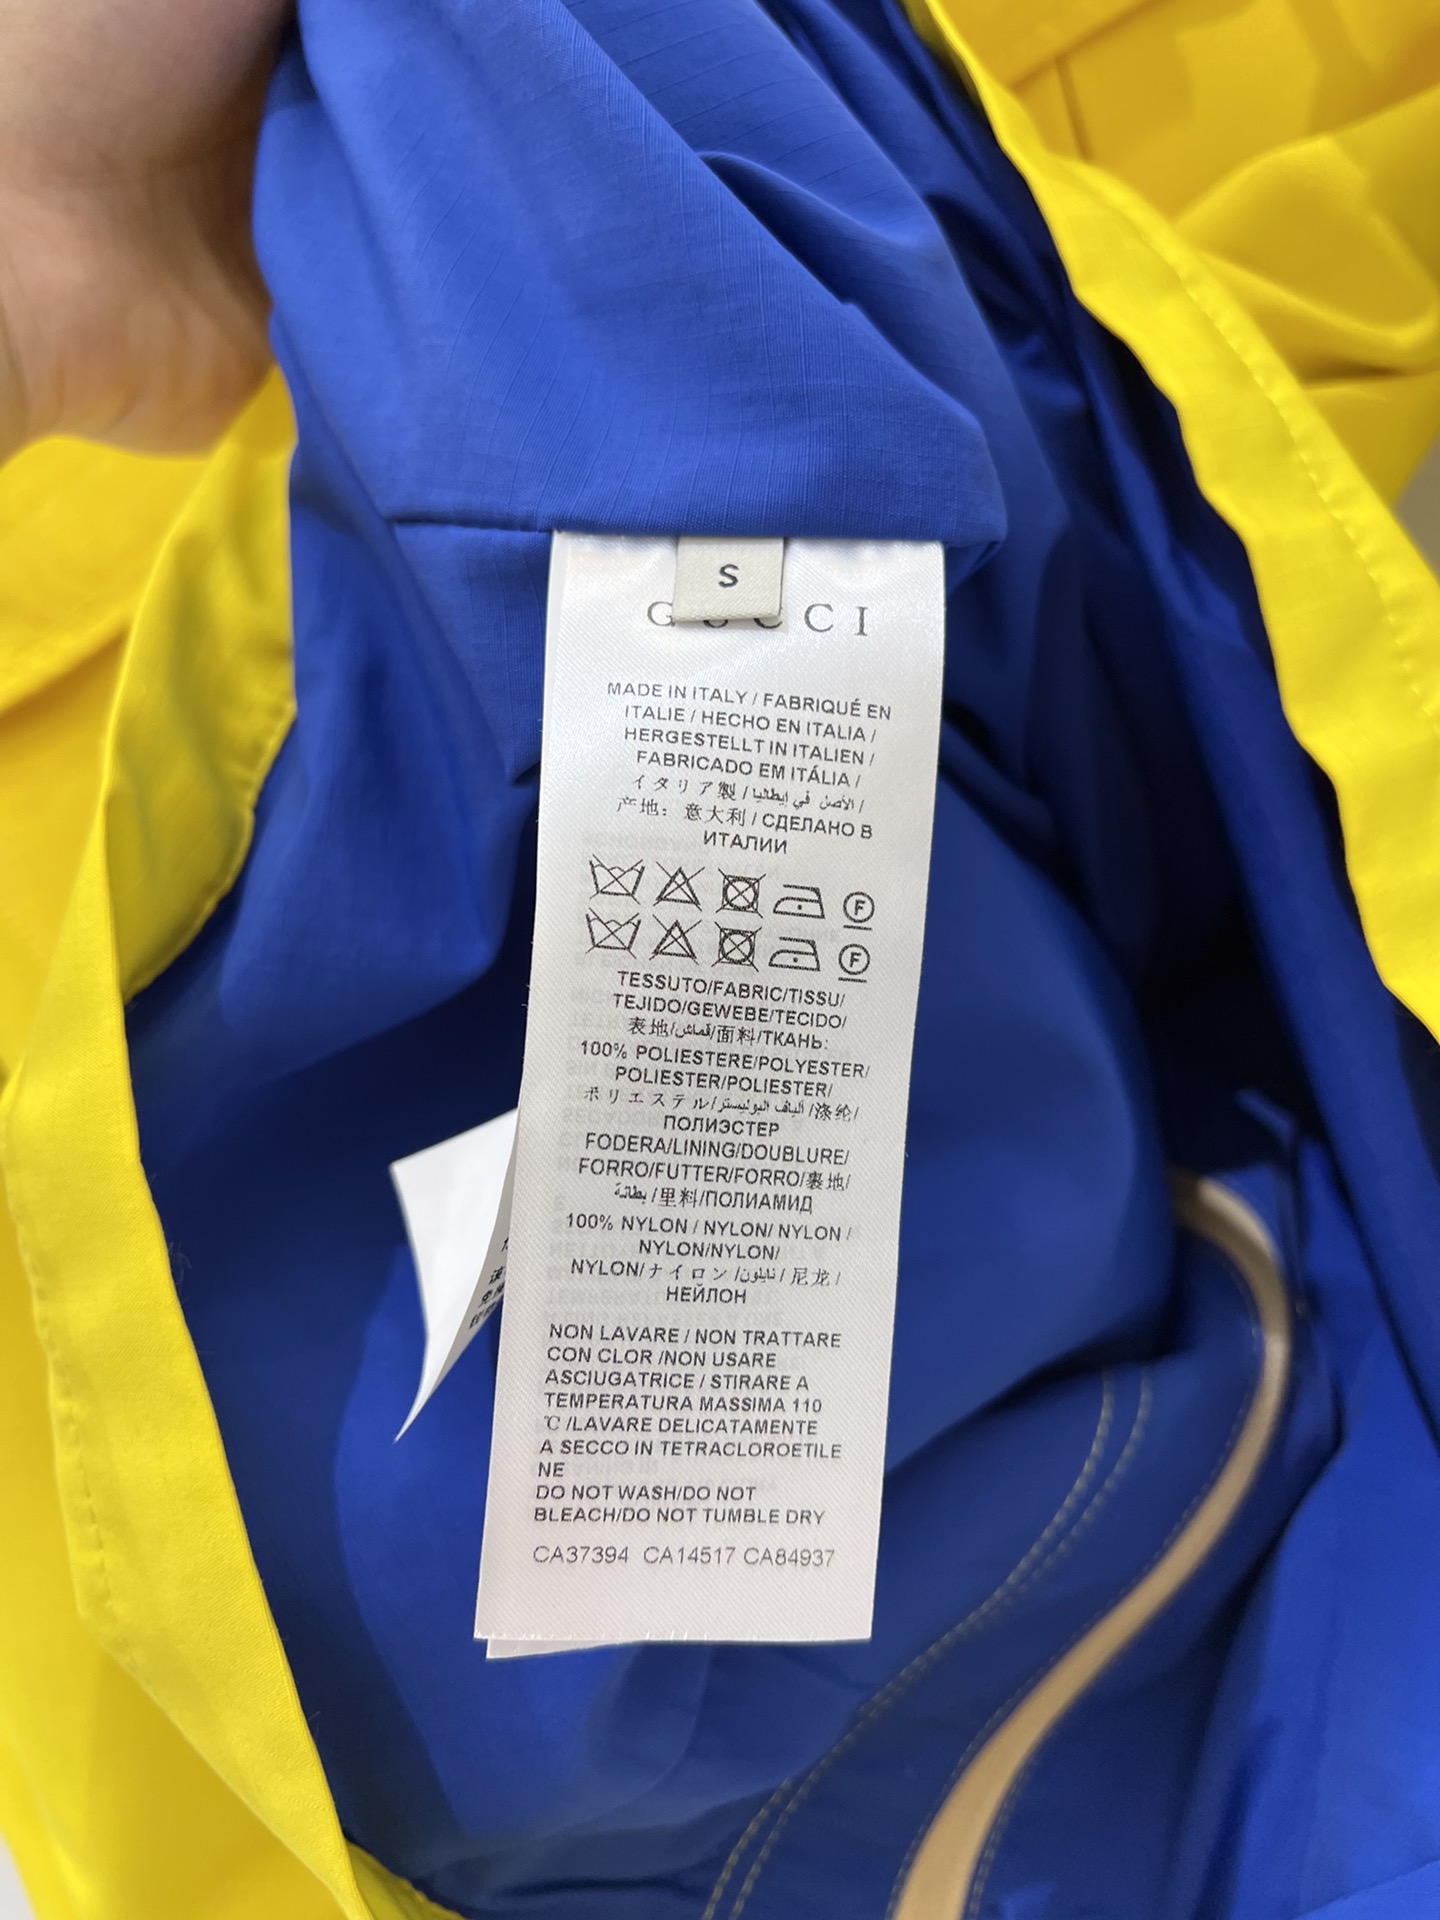 S
GUCCI
MADE IN ITALY / FABRIQUÉ EN
ITALIE / HECHO EN ITALIA /
HERGESTELLT IN ITALIEN /
FABRICADO EM ITÁLIA /
イタリア製 / الأصل في إيطاليا /
产地：意大利 / СДЕЛАНО В
ИТАЛИИ
F
F
TESSUTO/FABRIC/TISSU/
TEJIDO/GEWEBE/TECIDO/
表地/قماش/面料/ТКАНЬ:
100% POLIESTERE/POLYESTER/
POLIESTER/POLIESTER/
ポリエステル/ألياف البوليستر/涤纶/
ПОЛИЭСТЕР
FODERA/LINING/DOUBLURE/
FORRO/FUTTER/FORRO/裏地/
بطانة/里料/ПОЛИАМИД
100% NYLON / NYLON/ NYLON /
NYLON/NYLON/
NYLON/ナイロン/نايلون/尼龙/
НЕЙЛОН
NON LAVARE / NON TRATTARE
CON CLOR /NON USARE
ASCIUGATRICE / STIRARE A
TEMPERATURA MASSIMA 110
℃ /LAVARE DELICATAMENTE
A SECCO IN TETRACLOROETILE
NE
DO NOT WASH/DO NOT
BLEACH/DO NOT TUMBLE DRY
CA37394 CA14517 CA84937